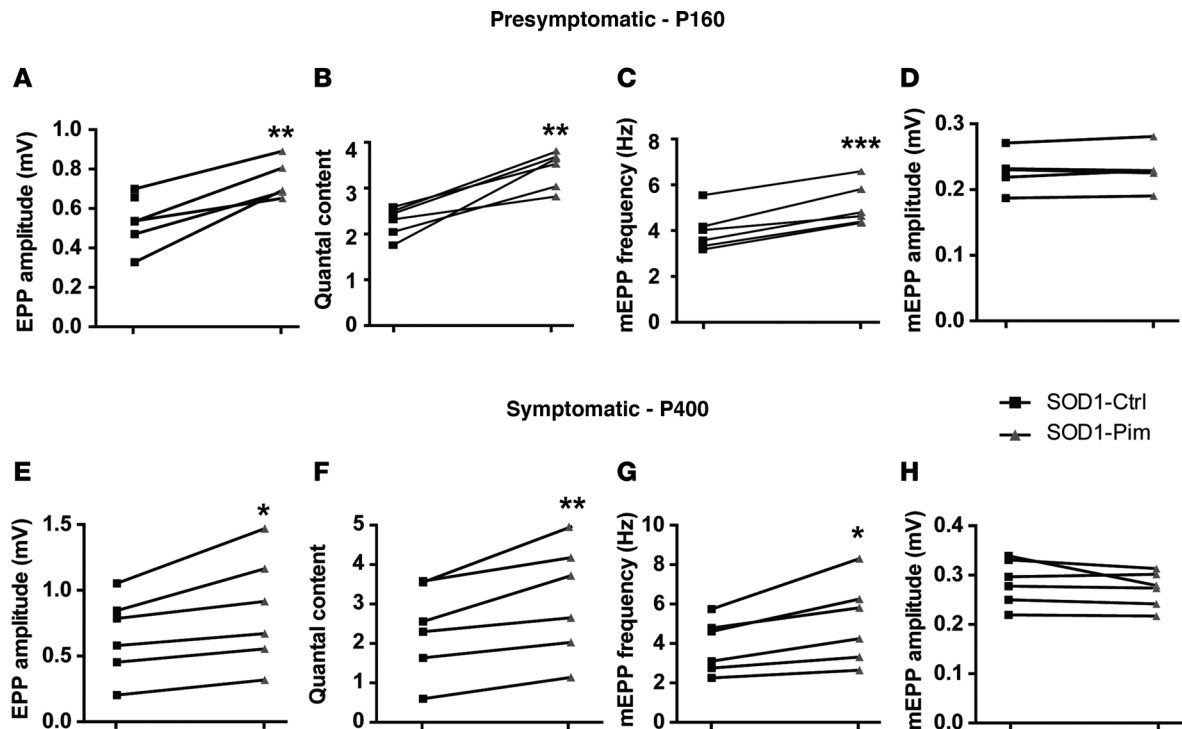 Presymptomatic - P160
A
B
C
D
EPP amplitude (mV)
1.0
0.8
0.6
0.4
0.2
0.0
**
Quantal content
4
3
2
1
0
**
mEPP frequency (Hz)
8
6
4
2
0
***
mEPP amplitude (mV)
0.3
0.2
0.1
0.0
Symptomatic - P400
SOD1-Ctrl
SOD1-Pim
E
F
G
H
EPP amplitude (mV)
1.5
1.0
0.5
0.0
*
Quantal content
5
4
3
2
1
0
**
mEPP frequency (Hz)
10
8
6
4
2
0
*
mEPP amplitude (mV)
0.4
0.3
0.2
0.1
0.0